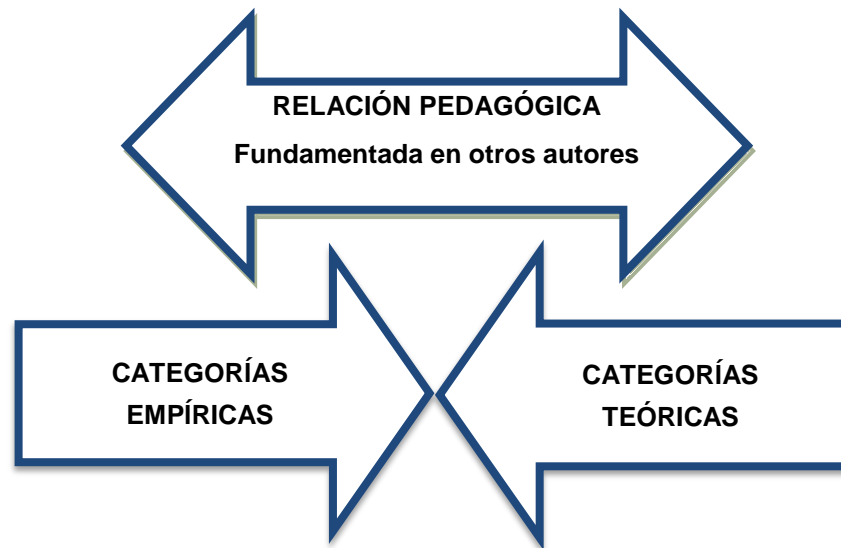 RELACIÓN PEDAGÓGICA
Fundamentada en otros autores
CATEGORÍAS
EMPÍRICAS
CATEGORÍAS
TEÓRICAS